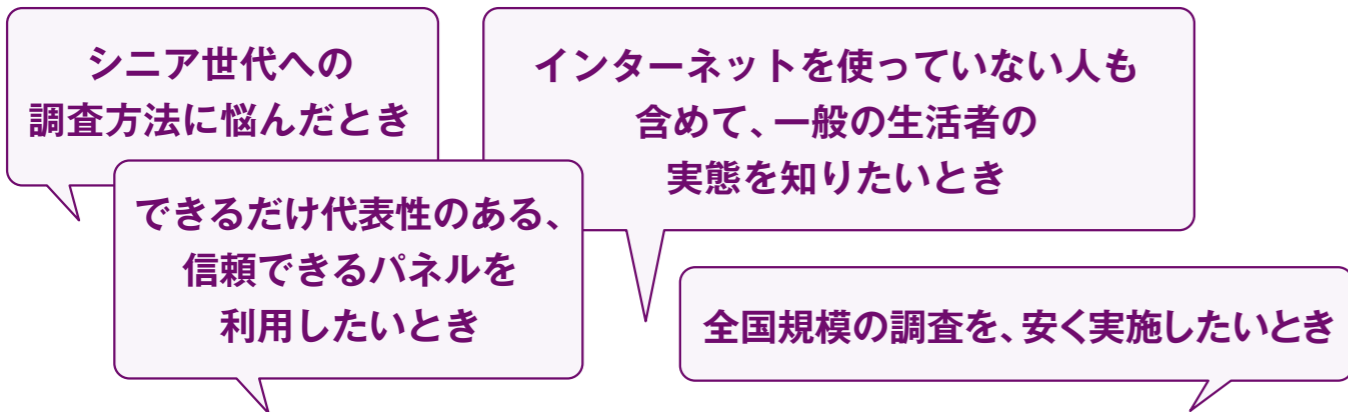 シニア世代への
調査方法に悩んだとき
インターネットを使っていない人も
含めて、一般の生活者の
実態を知りたいとき
できるだけ代表性のある、
信頼できるパネルを
利用したいとき
全国規模の調査を、安く実施したいとき